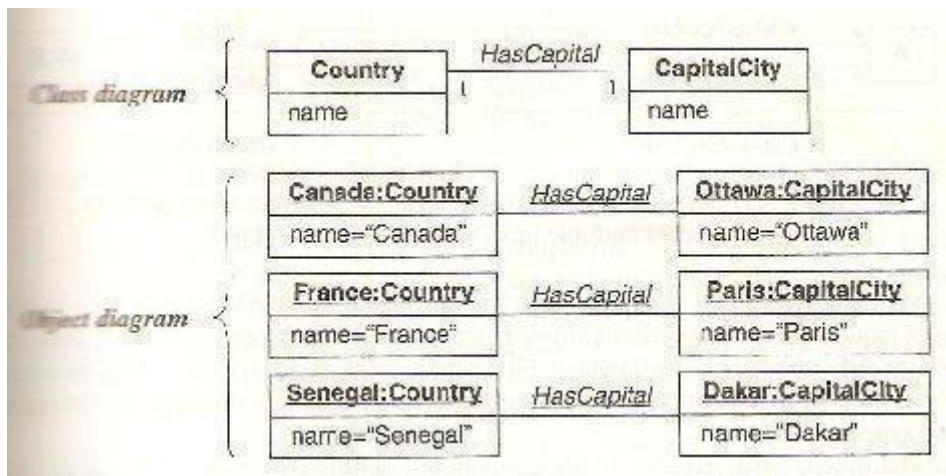 HasCapital
Country CapitalCity
Class diagram
1 1
name name
Canada:Country HasCapital Ottawa:CapitalCity
name="Canada" name="Ottawa"
France:Country HasCapital Paris:CapitalCity
Object diagram
name="France" name="Paris"
Senegal:Country HasCapital Dakar:CapitalCity
name="Senegal" name="Dakar"